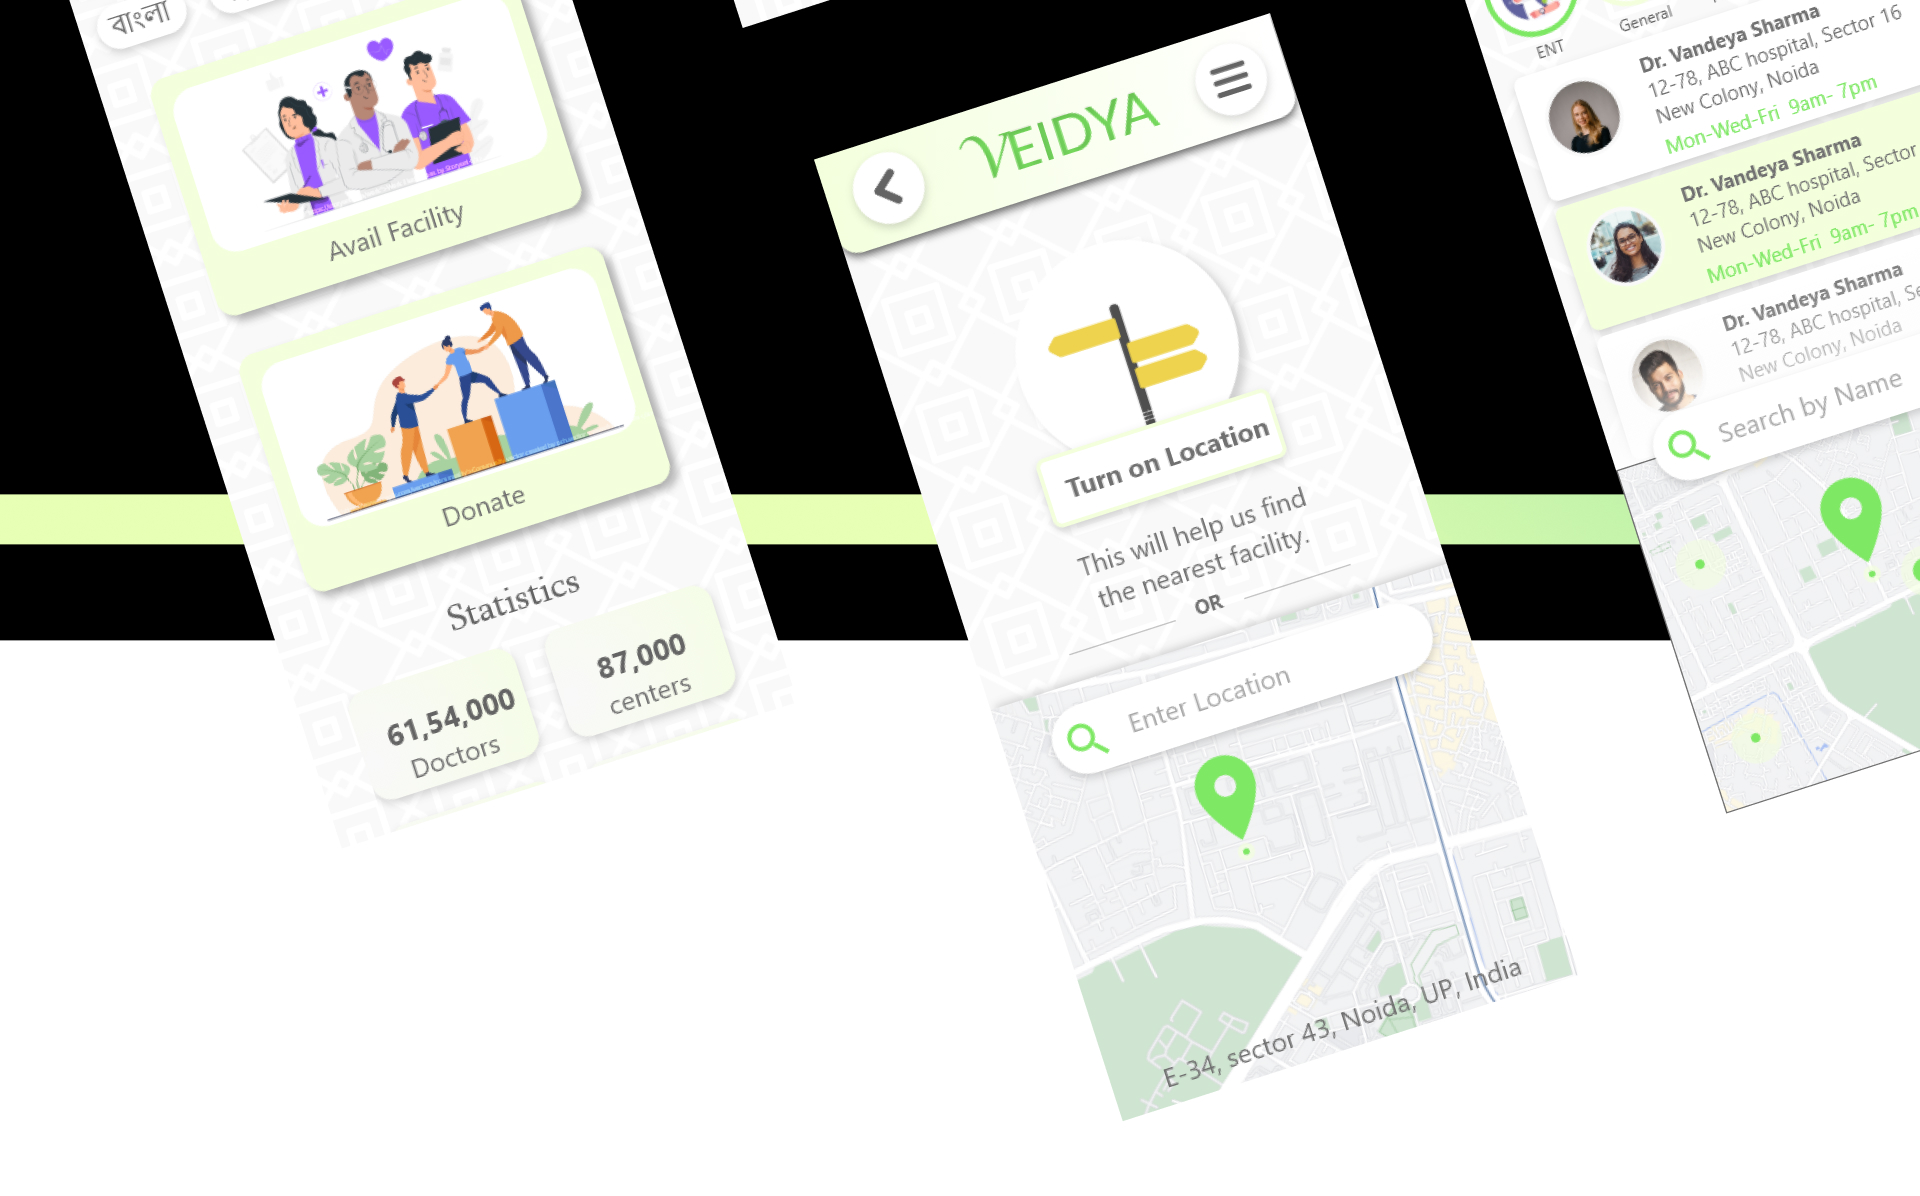 বাংলা
Avail Facility
Donate
Statistics
61,54,000
Doctors
87,000
centers
VEIDYA
Turn on Location
This will help us find
the nearest facility.
OR
Enter Location
E-34, sector 43, Noida, UP, India
ENT
General
Dr. Vandeya Sharma
12-78, ABC hospital, Sector 16
New Colony, Noida
Mon-Wed-Fri 9am- 7pm
Dr. Vandeya Sharma
12-78, ABC hospital, Sector
New Colony, Noida
Mon-Wed-Fri 9am- 7pm
Dr. Vandeya Sharma
12-78, ABC hospital, Se
New Colony, Noida
Search by Name